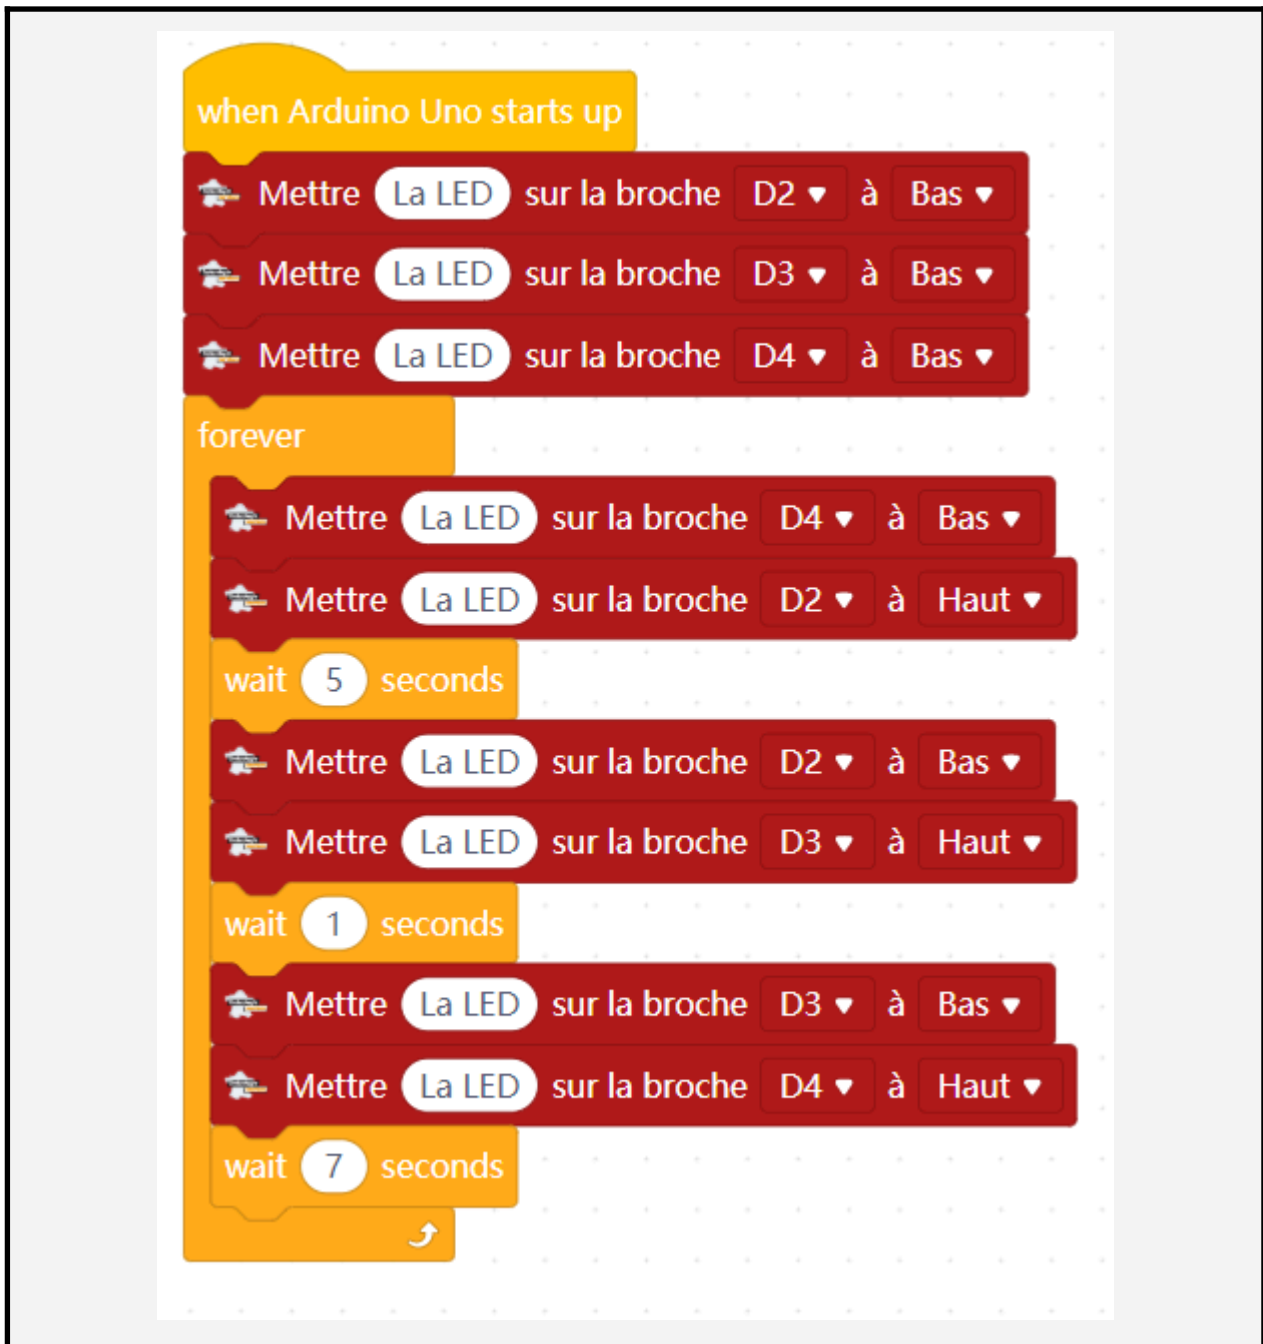 when Arduino Uno starts up
Mettre La LED sur la broche D2 à Bas
Mettre La LED sur la broche D3 à Bas
Mettre La LED sur la broche D4 à Bas
forever
Mettre La LED sur la broche D4 à Bas
Mettre La LED sur la broche D2 à Haut
wait 5 seconds
Mettre La LED sur la broche D2 à Bas
Mettre La LED sur la broche D3 à Haut
wait 1 seconds
Mettre La LED sur la broche D3 à Bas
Mettre La LED sur la broche D4 à Haut
wait 7 seconds